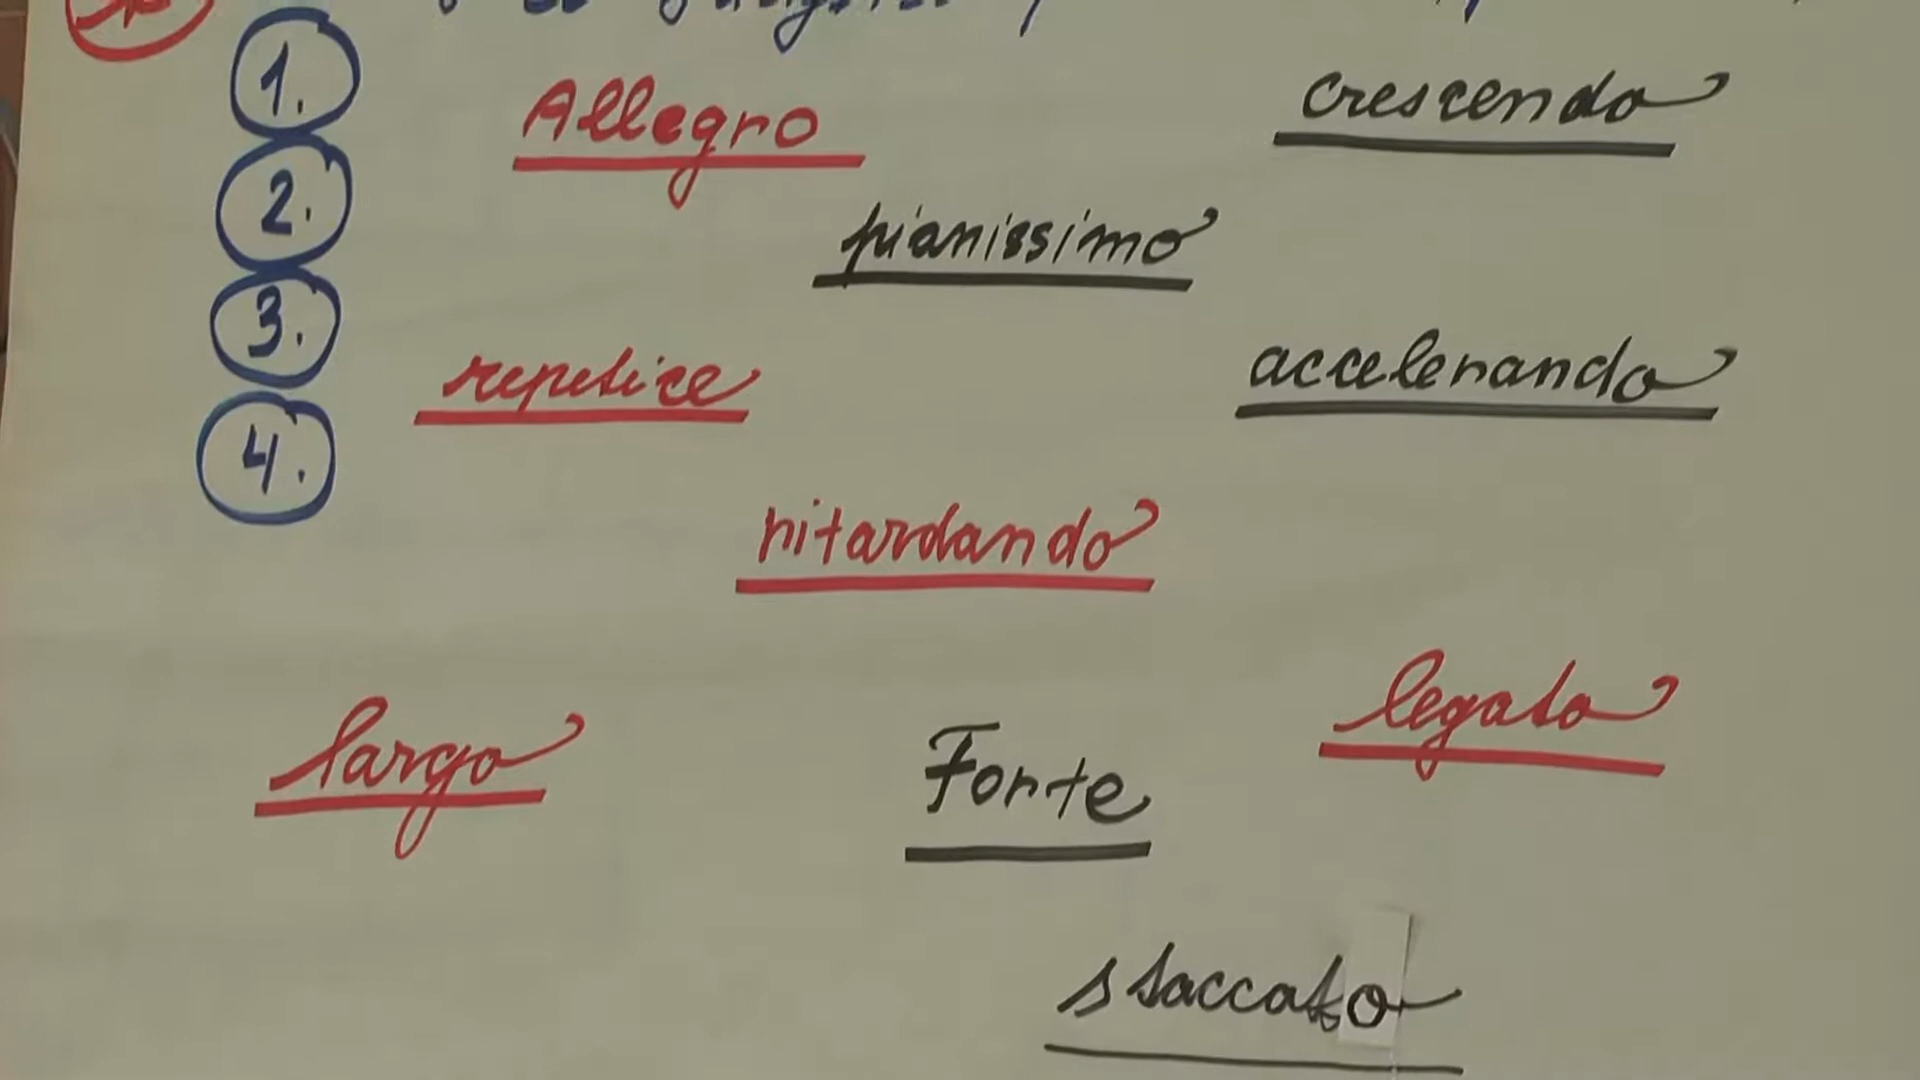 1.
Allegro
crescendo
2.
pianissimo
3.
repetice
accelerando
4.
ritardando
largo
Forte
legato
staccato